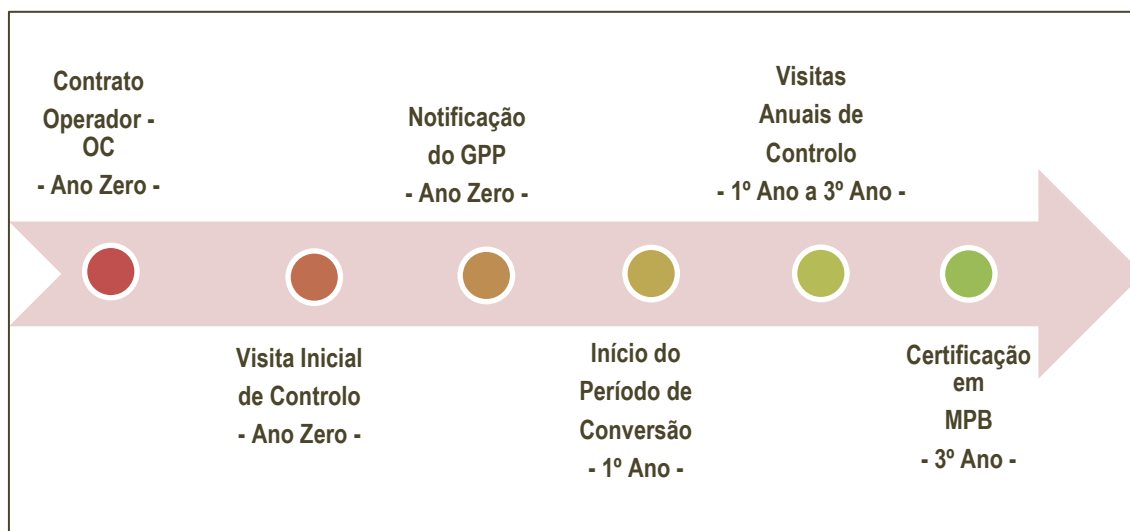 Contrato
Operador -
OC
- Ano Zero -
Visita Inicial
de Controlo
- Ano Zero -
Notificação
do GPP
- Ano Zero -
Início do
Período de
Conversão
- 1º Ano -
Visitas
Anuais de
Controlo
- 1º Ano a 3º Ano -
Certificação
em
MPB
- 3º Ano -